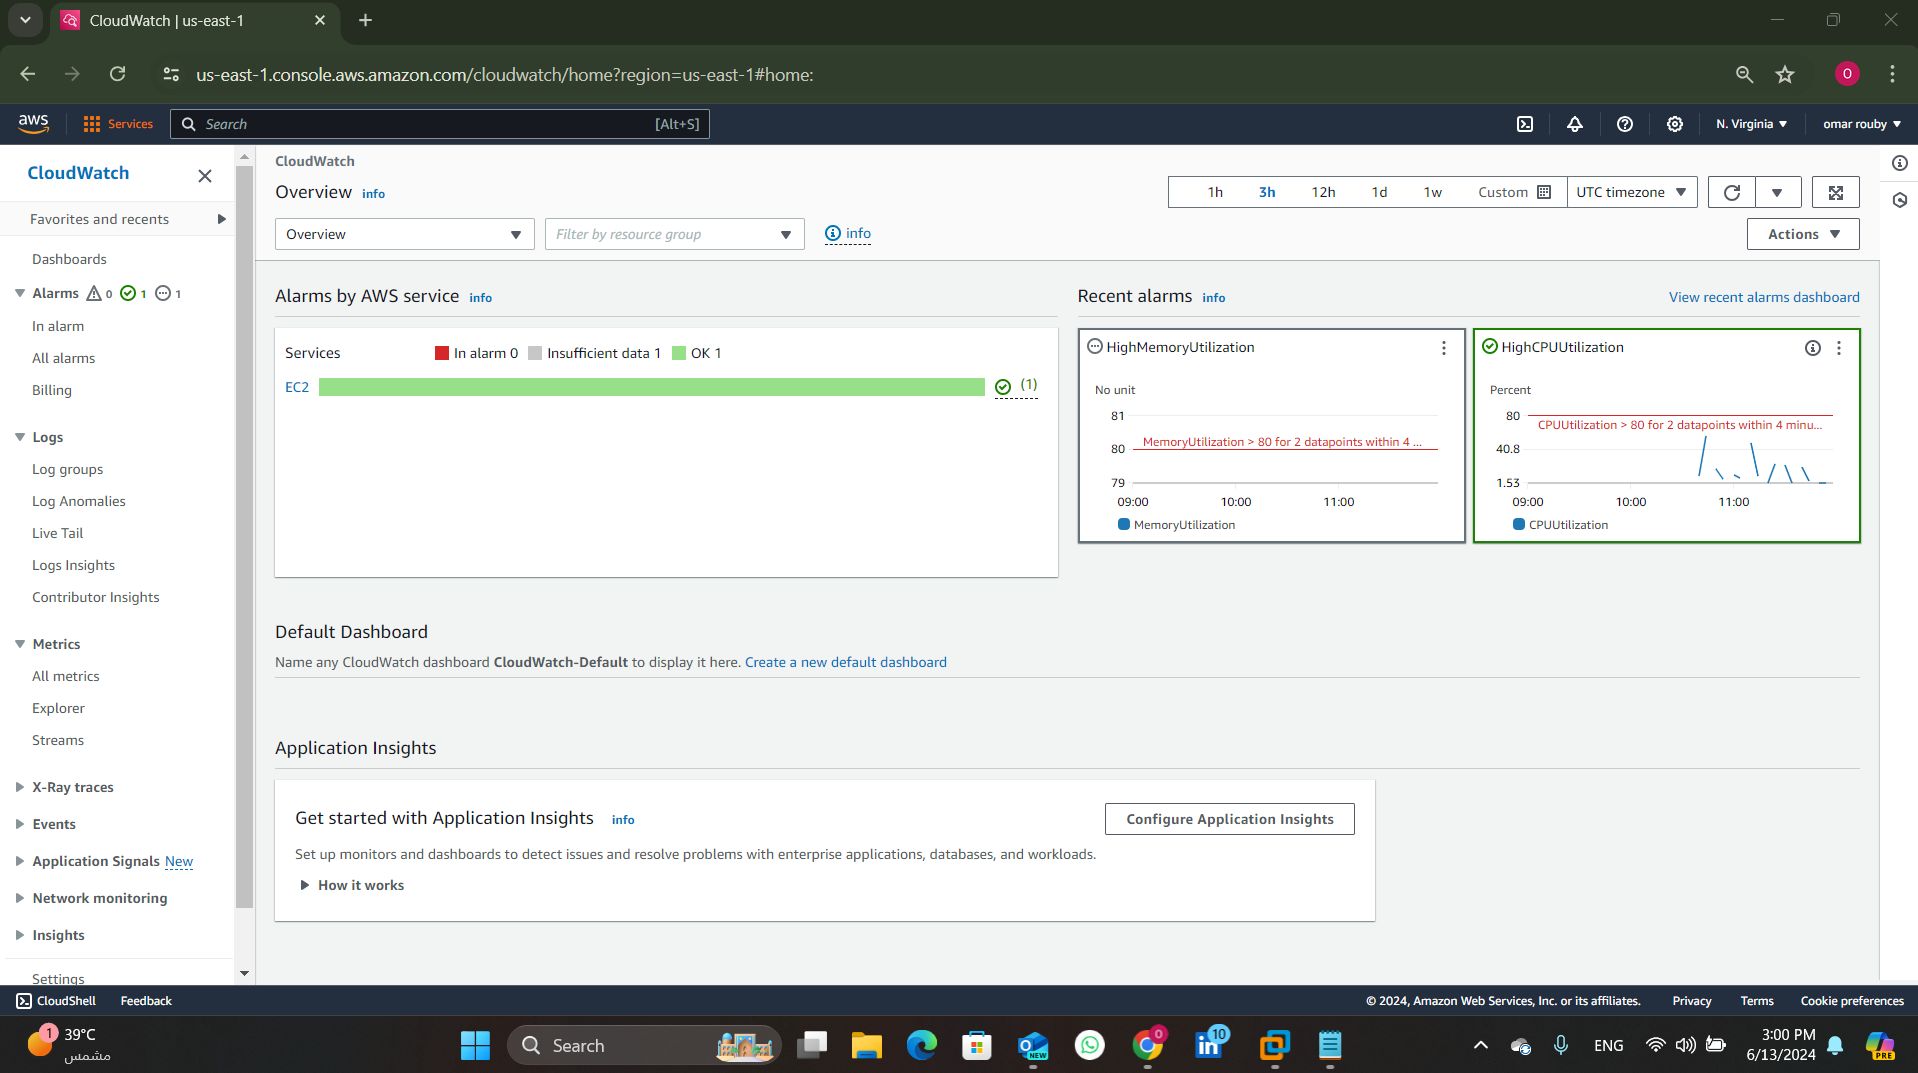 CloudWatch | us-east-1
us-east-1.console.aws.amazon.com/cloudwatch/home?region=us-east-1#home:
O
aws Services Search [Alt+S] N. Virginia omar rouby
CloudWatch
Favorites and recents
Dashboards
Alarms 0 1 1
In alarm
All alarms
Billing
Logs
Log groups
Log Anomalies
Live Tail
Logs Insights
Contributor Insights
Metrics
All metrics
Explorer
Streams
X-Ray traces
Events
Application Signals New
Network monitoring
Insights
Settings
CloudWatch
Overview info
1h 3h 12h 1d 1w Custom UTC timezone
Overview Filter by resource group info Actions
Alarms by AWS service info
Services In alarm 0 Insufficient data 1 OK 1
EC2 (1)
Recent alarms info View recent alarms dashboard
HighMemoryUtilization
No unit
81
MemoryUtilization > 80 for 2 datapoints within 4 ...
80
79
09:00 10:00 11:00
MemoryUtilization
HighCPUUtilization
Percent
80
CPUUtilization > 80 for 2 datapoints within 4 minu...
40.8
1.53
09:00 10:00 11:00
CPUUtilization
Default Dashboard
Name any CloudWatch dashboard CloudWatch-Default to display it here. Create a new default dashboard
Application Insights
Get started with Application Insights info Configure Application Insights
Set up monitors and dashboards to detect issues and resolve problems with enterprise applications, databases, and workloads.
How it works
CloudShell Feedback © 2024, Amazon Web Services, Inc. or its affiliates. Privacy Terms Cookie preferences
1 39°C
مشمس
Search
NEW
0
10
ENG
3:00 PM
6/13/2024
PRE